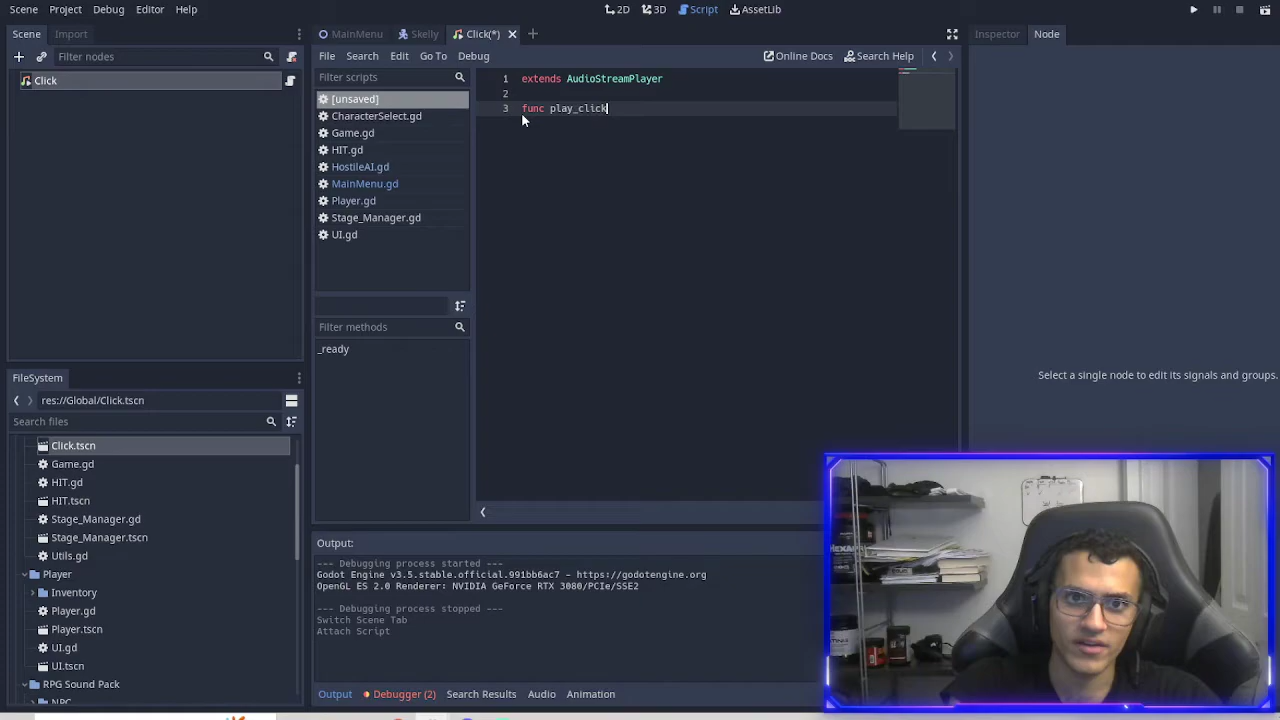 Scene Project Debug Editor Help 2D 3D Script AssetLib
Scene Import
Filter nodes
Click
MainMenu Skelly Click(*)
File Search Edit Go To Debug Online Docs Search Help
Filter scripts
[unsaved]
CharacterSelect.gd
Game.gd
HIT.gd
HostileAI.gd
MainMenu.gd
Player.gd
Stage_Manager.gd
UI.gd
Filter methods
_ready
1 extends AudioStreamPlayer
2
3 func play_click
Inspector Node
Select a single node to edit its signals and groups.
FileSystem
res://Global/Click.tscn
Search files
Click.tscn
Game.gd
HIT.gd
HIT.tscn
Stage_Manager.gd
Stage_Manager.tscn
Utils.gd
Player
Inventory
Player.gd
Player.tscn
UI.gd
UI.tscn
RPG Sound Pack
NPC
Output:
--- Debugging process started ---
Godot Engine v3.5.stable.official.991bb6ac7 - https://godotengine.org
OpenGL ES 2.0 Renderer: NVIDIA GeForce RTX 3080/PCIe/SSE2
--- Debugging process stopped ---
Switch Scene Tab
Attach Script
Output Debugger (2) Search Results Audio Animation